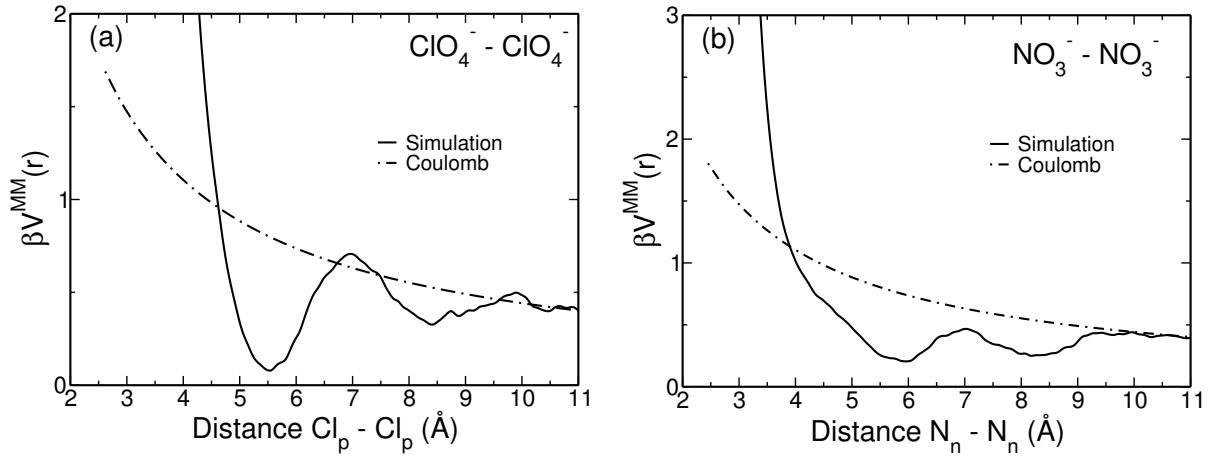 (a)
ClO₄⁻ - ClO₄⁻
Simulation
Coulomb
βV^MM(r)
2
1
0
2 3 4 5 6 7 8 9 10 11
Distance Cl_p - Cl_p (Å)
(b)
NO₃⁻ - NO₃⁻
Simulation
Coulomb
βV^MM(r)
3
2
1
0
2 3 4 5 6 7 8 9 10 11
Distance N_n - N_n (Å)